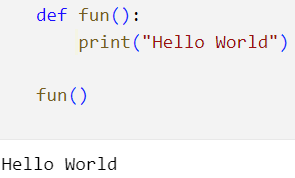 def fun():
    print("Hello World")
fun()
Hello World